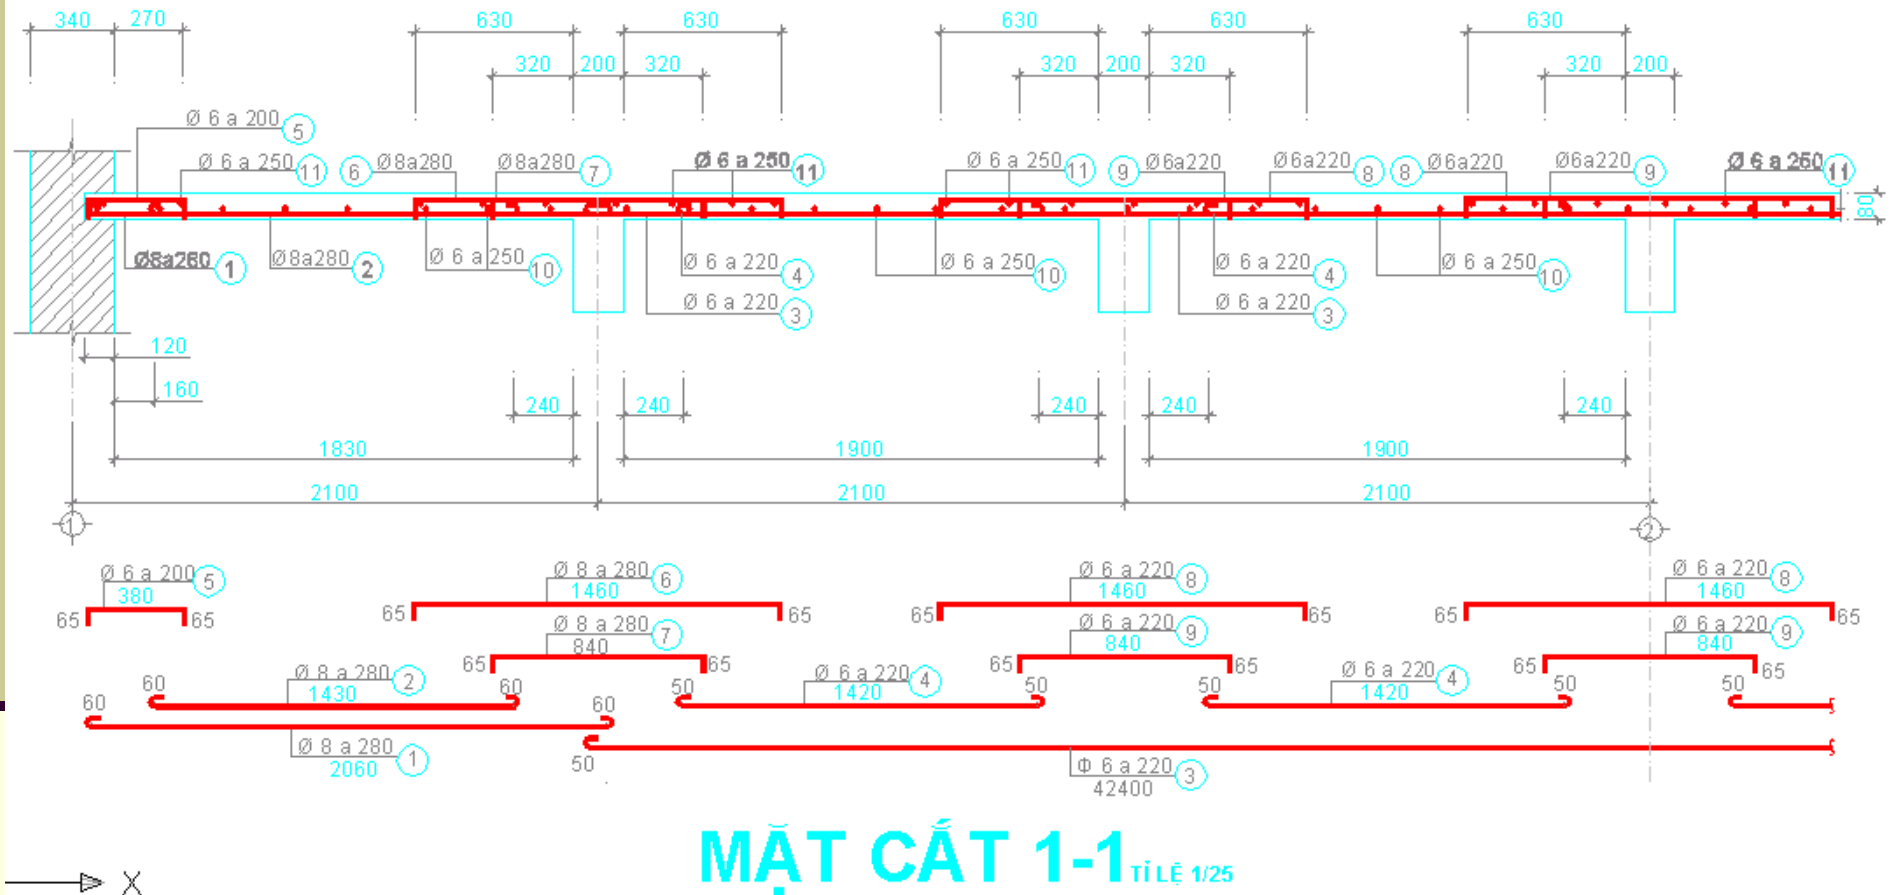 340 270 630 630 630 630 630
320 200 320 320 200 320 320 200
Ø 6 a 200 5
Ø 6 a 250 11 6 Ø8a280 Ø8a280 7 Ø 6 a 250 11 Ø 6 a 250 11 9 Ø6a220 Ø6a220 8 8 Ø6a220 Ø6a220 9 Ø 6 a 250 11
80
Ø8a280 1 Ø8a280 2 Ø 6 a 250 10 Ø 6 a 220 4 Ø 6 a 250 10 Ø 6 a 220 4 Ø 6 a 250 10
Ø 6 a 220 3 Ø 6 a 220 3
120
160
240 240 240 240 240
1830 1900 1900
2100 2100 2100
1 2
Ø 6 a 200 5 Ø 8 a 280 6 Ø 6 a 220 8 Ø 6 a 220 8
380 1460 1460 1460
65 65 65 65 65 65 65 65
Ø 8 a 280 7 Ø 6 a 220 9 Ø 6 a 220 9
840 840 840
65 65 65 65 65 65
Ø 8 a 280 2 Ø 6 a 220 4 Ø 6 a 220 4
60 1430 60 50 1420 50 50 1420 50 50
60 60
Ø 8 a 280 1
2060
50 Φ 6 a 220 3
42400
MẶT CẮT 1-1 TỈ LỆ 1/25
X